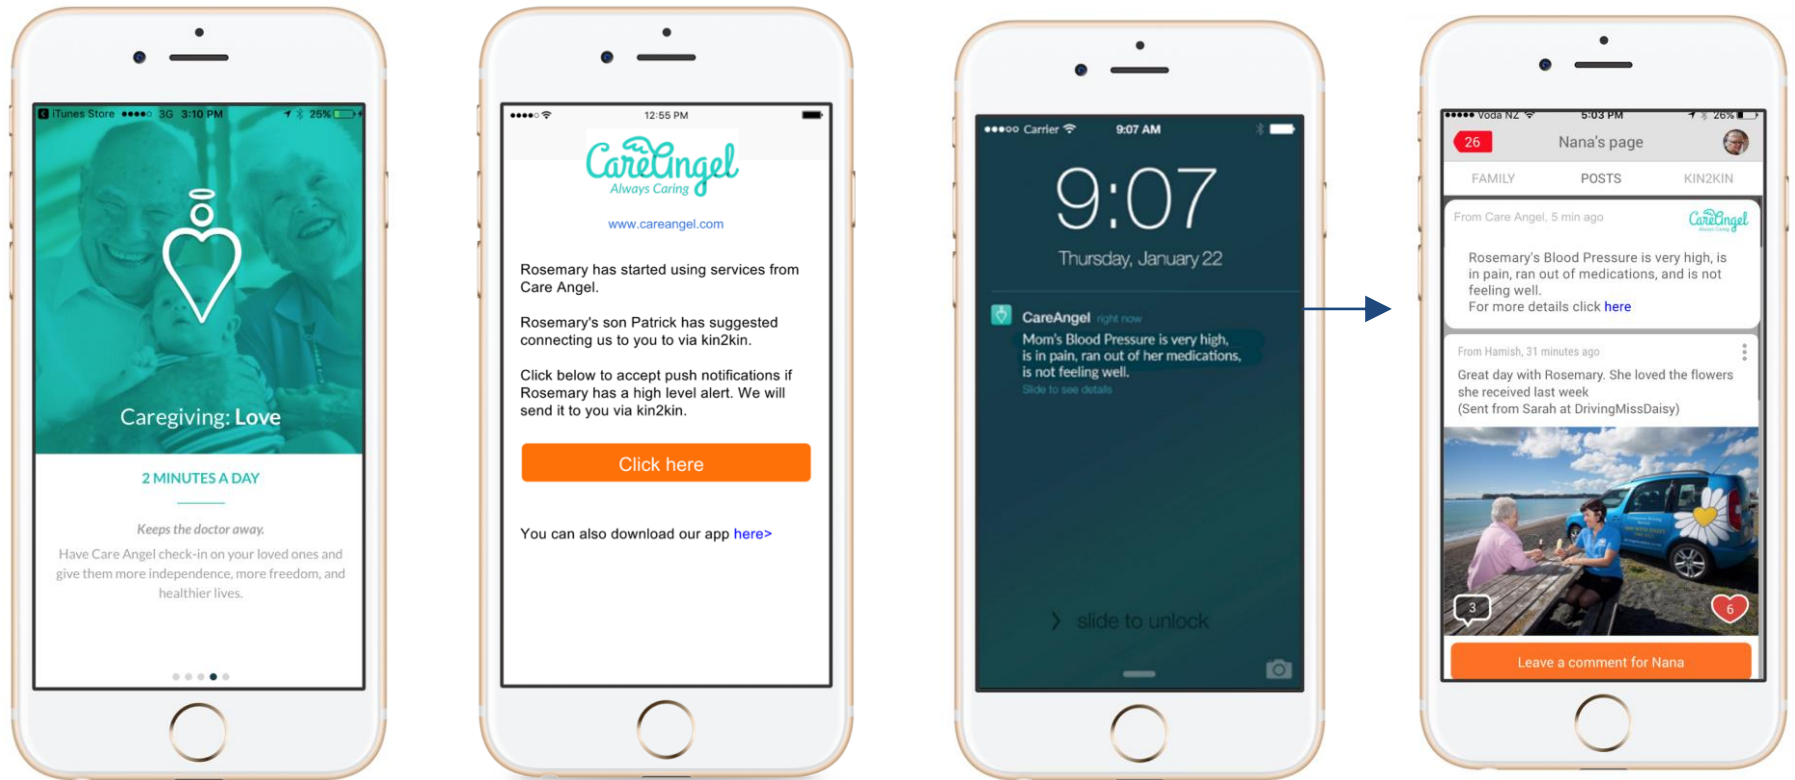 iTunes Store 3G 3:10 PM 25%
Caregiving: Love
2 MINUTES A DAY
Keeps the doctor away.
Have Care Angel check-in on your loved ones and
give them more independence, more freedom, and
healthier lives.
12:55 PM
CareAngel
Always Caring
www.careangel.com
Rosemary has started using services from
Care Angel.
Rosemary's son Patrick has suggested
connecting us to you to via kin2kin.
Click below to accept push notifications if
Rosemary has a high level alert. We will
send it to you via kin2kin.
Click here
You can also download our app here>
Carrier 9:07 AM
9:07
Thursday, January 22
CareAngel right now
Mom's Blood Pressure is very high,
is in pain, ran out of her medications,
is not feeling well.
Slide to see details
> slide to unlock
Voda NZ 5:03 PM 26%
26 Nana's page
FAMILY POSTS KIN2KIN
From Care Angel, 5 min ago
CareAngel
Always Caring
Rosemary's Blood Pressure is very high, is
in pain, ran out of medications, and is not
feeling well.
For more details click here
From Hamish, 31 minutes ago
Great day with Rosemary. She loved the flowers
she received last week
(Sent from Sarah at DrivingMissDaisy)
3
6
Leave a comment for Nana